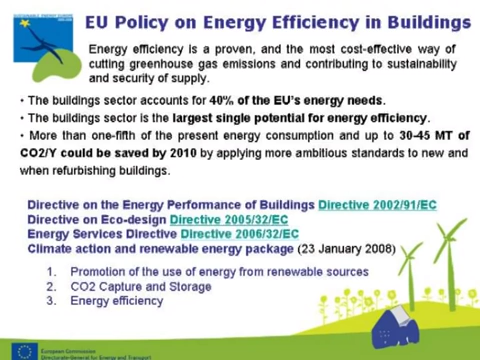 EU Policy on Energy Efficiency in Buildings
Energy efficiency is a proven, and the most cost-effective way of
cutting greenhouse gas emissions and contributing to sustainability
and security of supply.
• The buildings sector accounts for 40% of the EU's energy needs.
• The buildings sector is the largest single potential for energy efficiency.
• More than one-fifth of the present energy consumption and up to 30-45 MT of
CO2/Y could be saved by 2010 by applying more ambitious standards to new and
when refurbishing buildings.
Directive on the Energy Performance of Buildings Directive 2002/91/EC
Directive on Eco-design Directive 2005/32/EC
Energy Services Directive Directive 2006/32/EC
Climate action and renewable energy package (23 January 2008)
1. Promotion of the use of energy from renewable sources
2. CO2 Capture and Storage
3. Energy efficiency
European Commission
Directorate-General for Energy and Transport